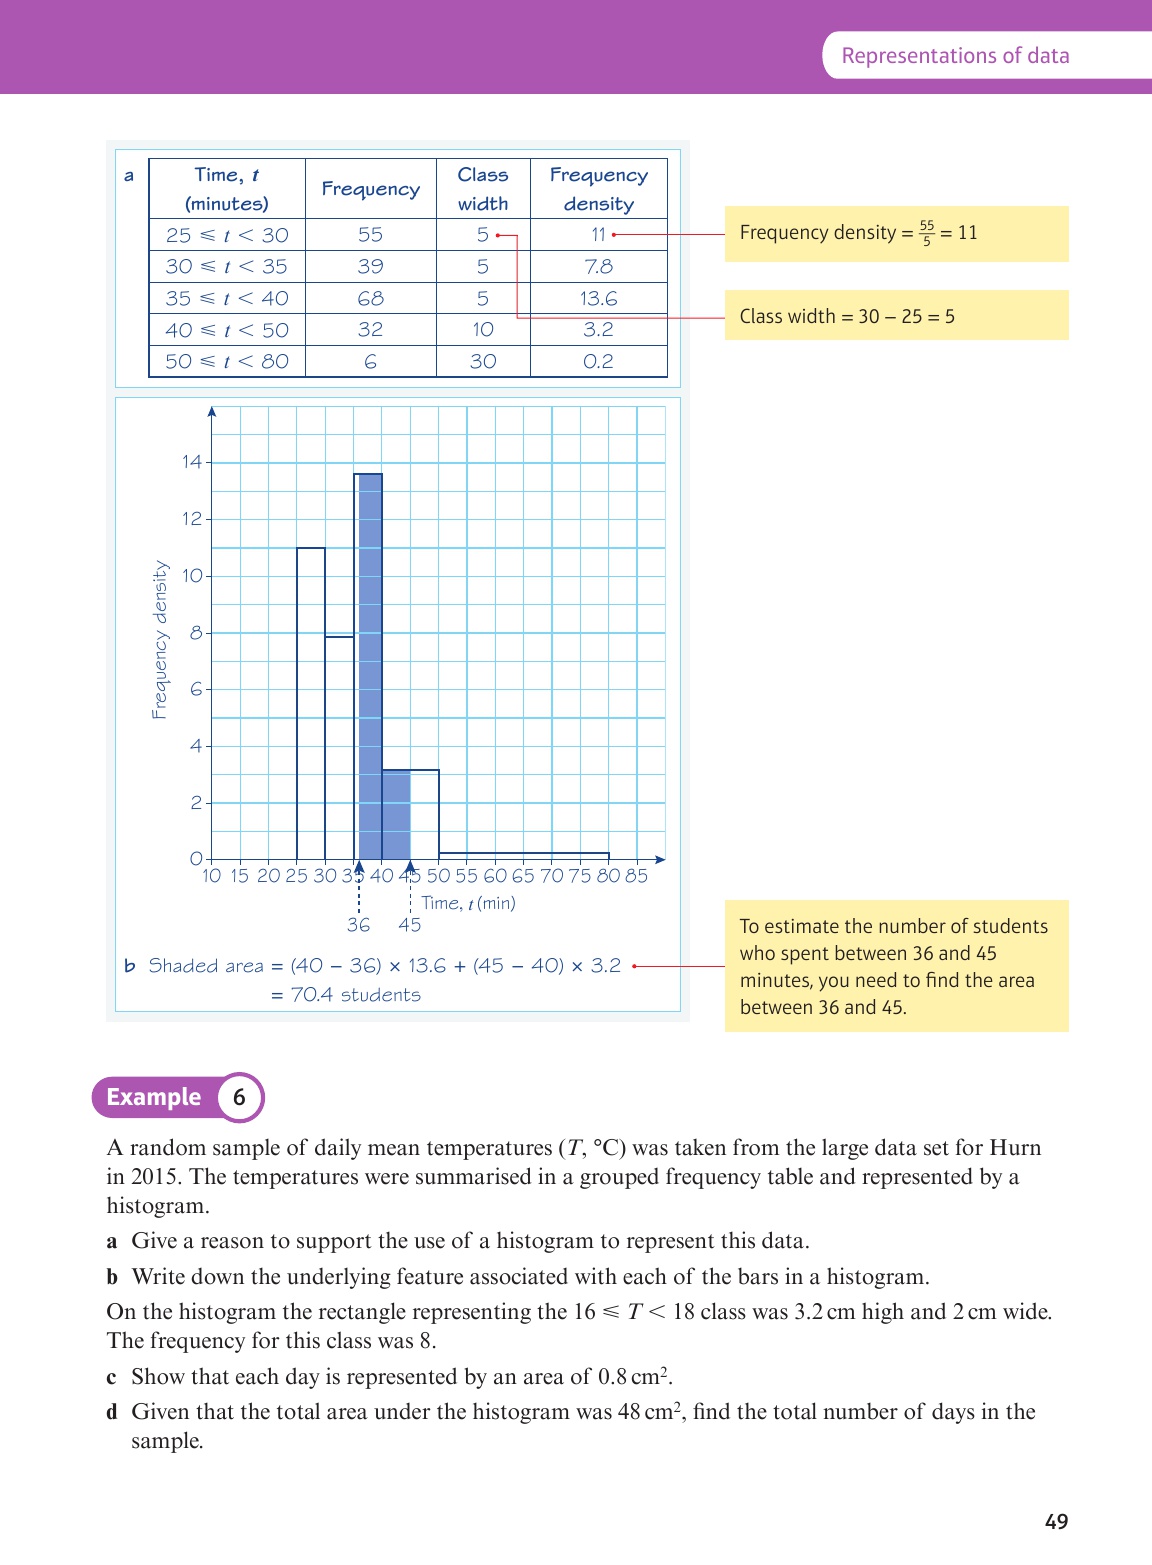 Representations of data
a
Time, t (minutes) Frequency Class width Frequency density
25 ⩽ t < 30 55 5 11
30 ⩽ t < 35 39 5 7.8
35 ⩽ t < 40 68 5 13.6
40 ⩽ t < 50 32 10 3.2
50 ⩽ t < 80 6 30 0.2
Frequency density = 55/5 = 11
Class width = 30 − 25 = 5
14
12
10
8
6
4
2
0
Frequency density
10 15 20 25 30 35 40 45 50 55 60 65 70 75 80 85
Time, t (min)
36 45
b Shaded area = (40 − 36) × 13.6 + (45 − 40) × 3.2
= 70.4 students
To estimate the number of students
who spent between 36 and 45
minutes, you need to find the area
between 36 and 45.
Example 6
A random sample of daily mean temperatures (T, °C) was taken from the large data set for Hurn
in 2015. The temperatures were summarised in a grouped frequency table and represented by a
histogram.
a Give a reason to support the use of a histogram to represent this data.
b Write down the underlying feature associated with each of the bars in a histogram.
On the histogram the rectangle representing the 16 ⩽ T < 18 class was 3.2 cm high and 2 cm wide.
The frequency for this class was 8.
c Show that each day is represented by an area of 0.8 cm².
d Given that the total area under the histogram was 48 cm², find the total number of days in the
sample.
49